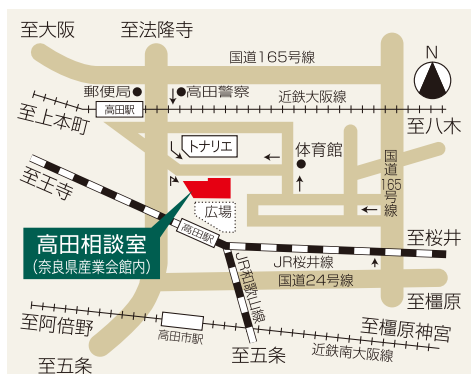 至大阪
至法隆寺
国道165号線
N
郵便局
高田警察
高田駅
近鉄大阪線
至上本町
至八木
トナリエ
体育館
国道165号線
至王寺
広場
高田相談室
(奈良県産業会館内)
高田駅
至桜井
JR桜井線
JR和歌山線
国道24号線
至橿原
至阿倍野
高田市駅
至橿原神宮
近鉄南大阪線
至五条
至五条